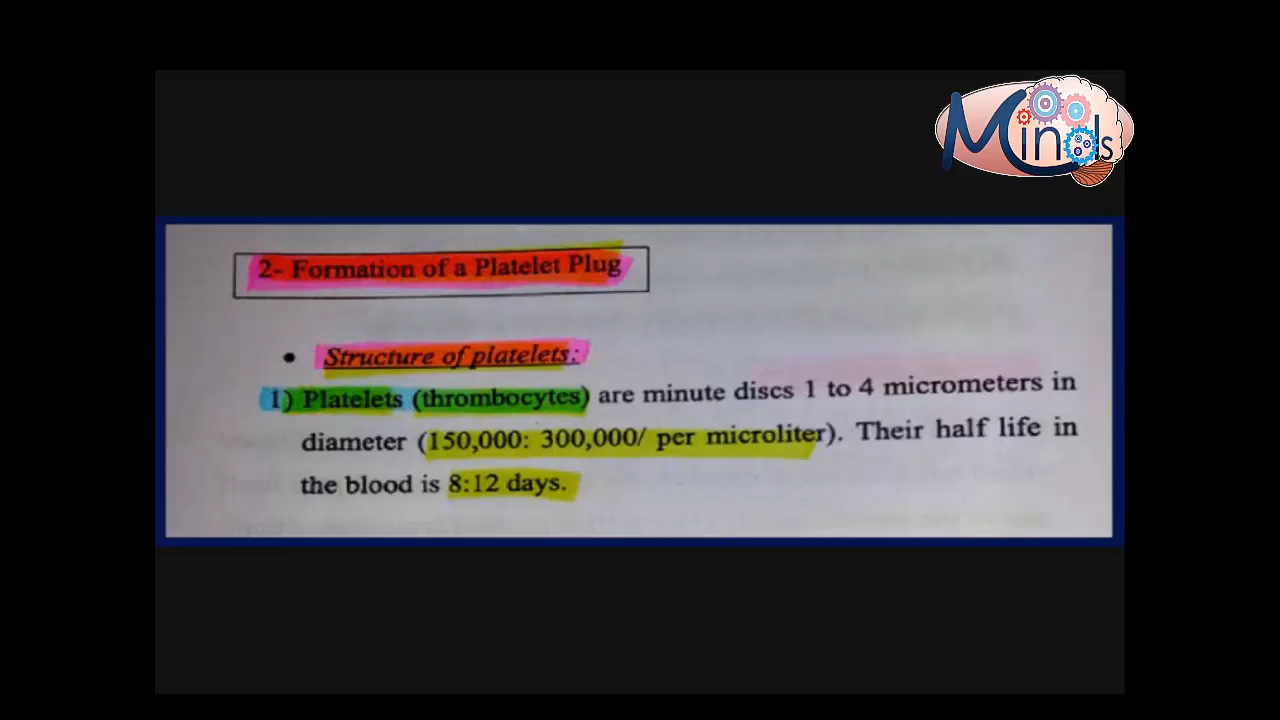 Minds
2- Formation of a Platelet Plug
• Structure of platelets:
1) Platelets (thrombocytes) are minute discs 1 to 4 micrometers in
diameter (150,000: 300,000/ per microliter). Their half life in
the blood is 8:12 days.